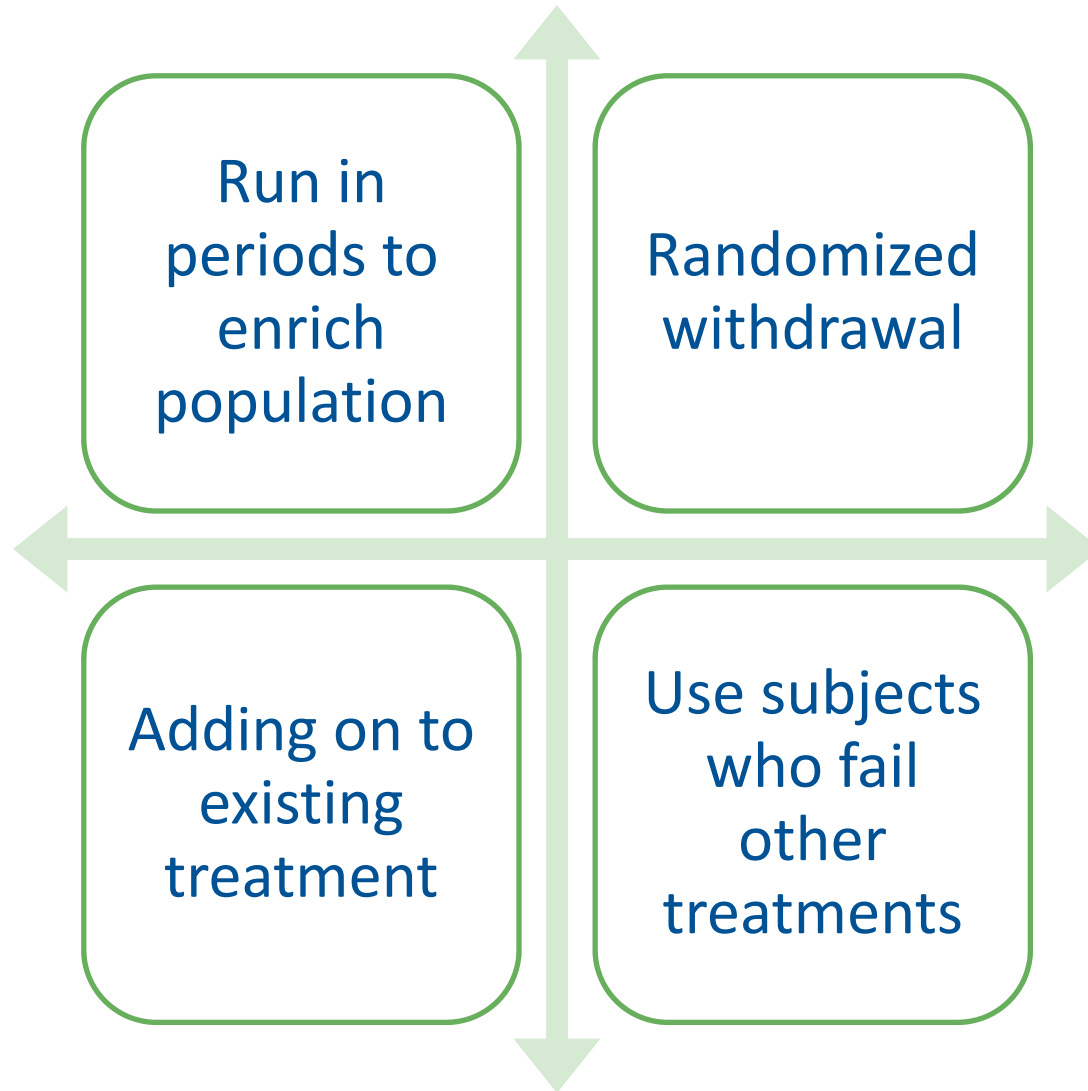 Run in
periods to
enrich
population
Randomized
withdrawal
Adding on to
existing
treatment
Use subjects
who fail
other
treatments